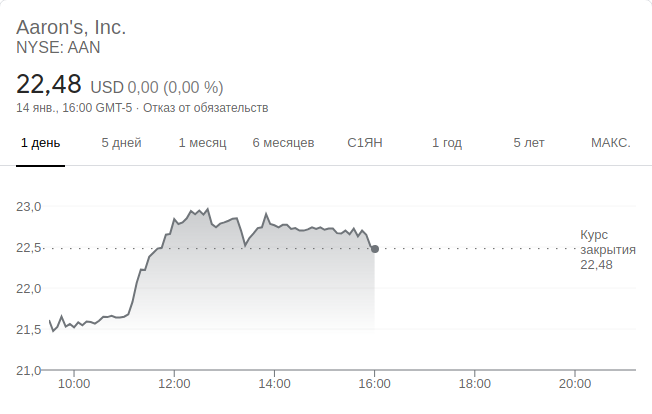 Aaron's, Inc.
NYSE: AAN
22,48 USD 0,00 (0,00 %)
14 янв., 16:00 GMT-5 · Отказ от обязательств
1 день 5 дней 1 месяц 6 месяцев С1ЯН 1 год 5 лет МАКС.
23,0
22,5
22,0
21,5
21,0
Курс
закрытия
22,48
10:00 12:00 14:00 16:00 18:00 20:00